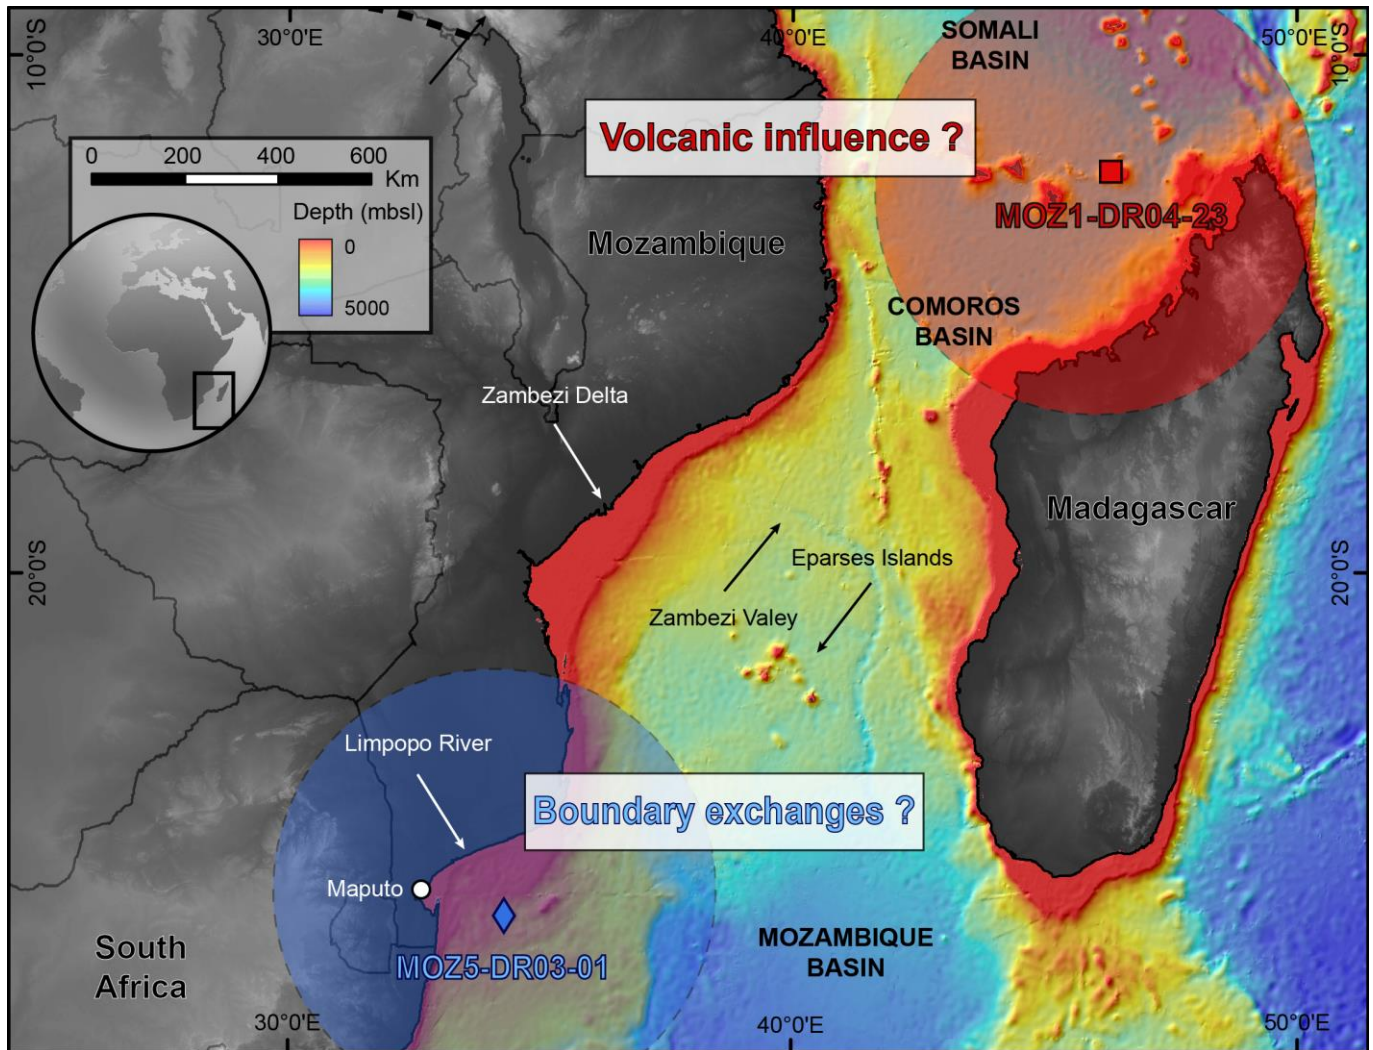 30°0'E
40°0'E
50°0'E
10°0'S
10°0'S
SOMALI
BASIN
0 200 400 600
Km
Depth (mbsl)
0
5000
Volcanic influence ?
MOZ1-DR04-23
Mozambique
COMOROS
BASIN
Zambezi Delta
Madagascar
20°0'S
20°0'S
Eparses Islands
Zambezi Valey
Limpopo River
Boundary exchanges ?
Maputo
MOZ5-DR03-01
South
Africa
MOZAMBIQUE
BASIN
30°0'E
40°0'E
50°0'E